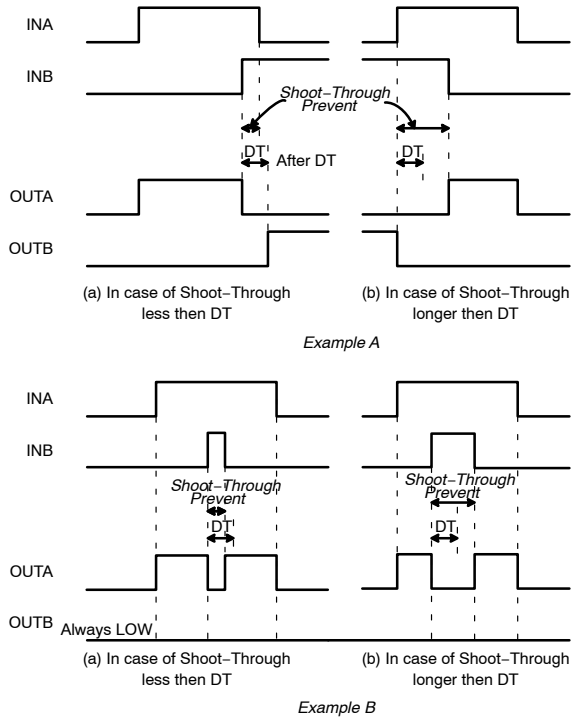 INA
INB
Shoot−Through
Prevent
DT
After DT
DT
OUTA
OUTB
(a) In case of Shoot−Through
less then DT
(b) In case of Shoot−Through
longer then DT
Example A
INA
INB
Shoot−Through
Prevent
DT
Shoot−Through
Prevent
DT
OUTA
OUTB
Always LOW
(a) In case of Shoot−Through
less then DT
(b) In case of Shoot−Through
longer then DT
Example B